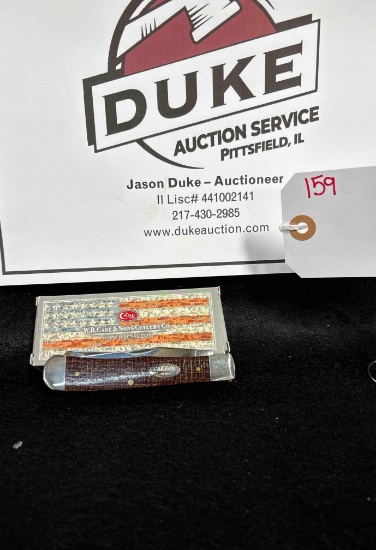 DUKE
AUCTION SERVICE
PITTSFIELD, IL
Jason Duke – Auctioneer
Il Lisc# 441002141
217-430-2985
www.dukeauction.com
159
Case
W.R. CASE & SONS CUTLERY CO.